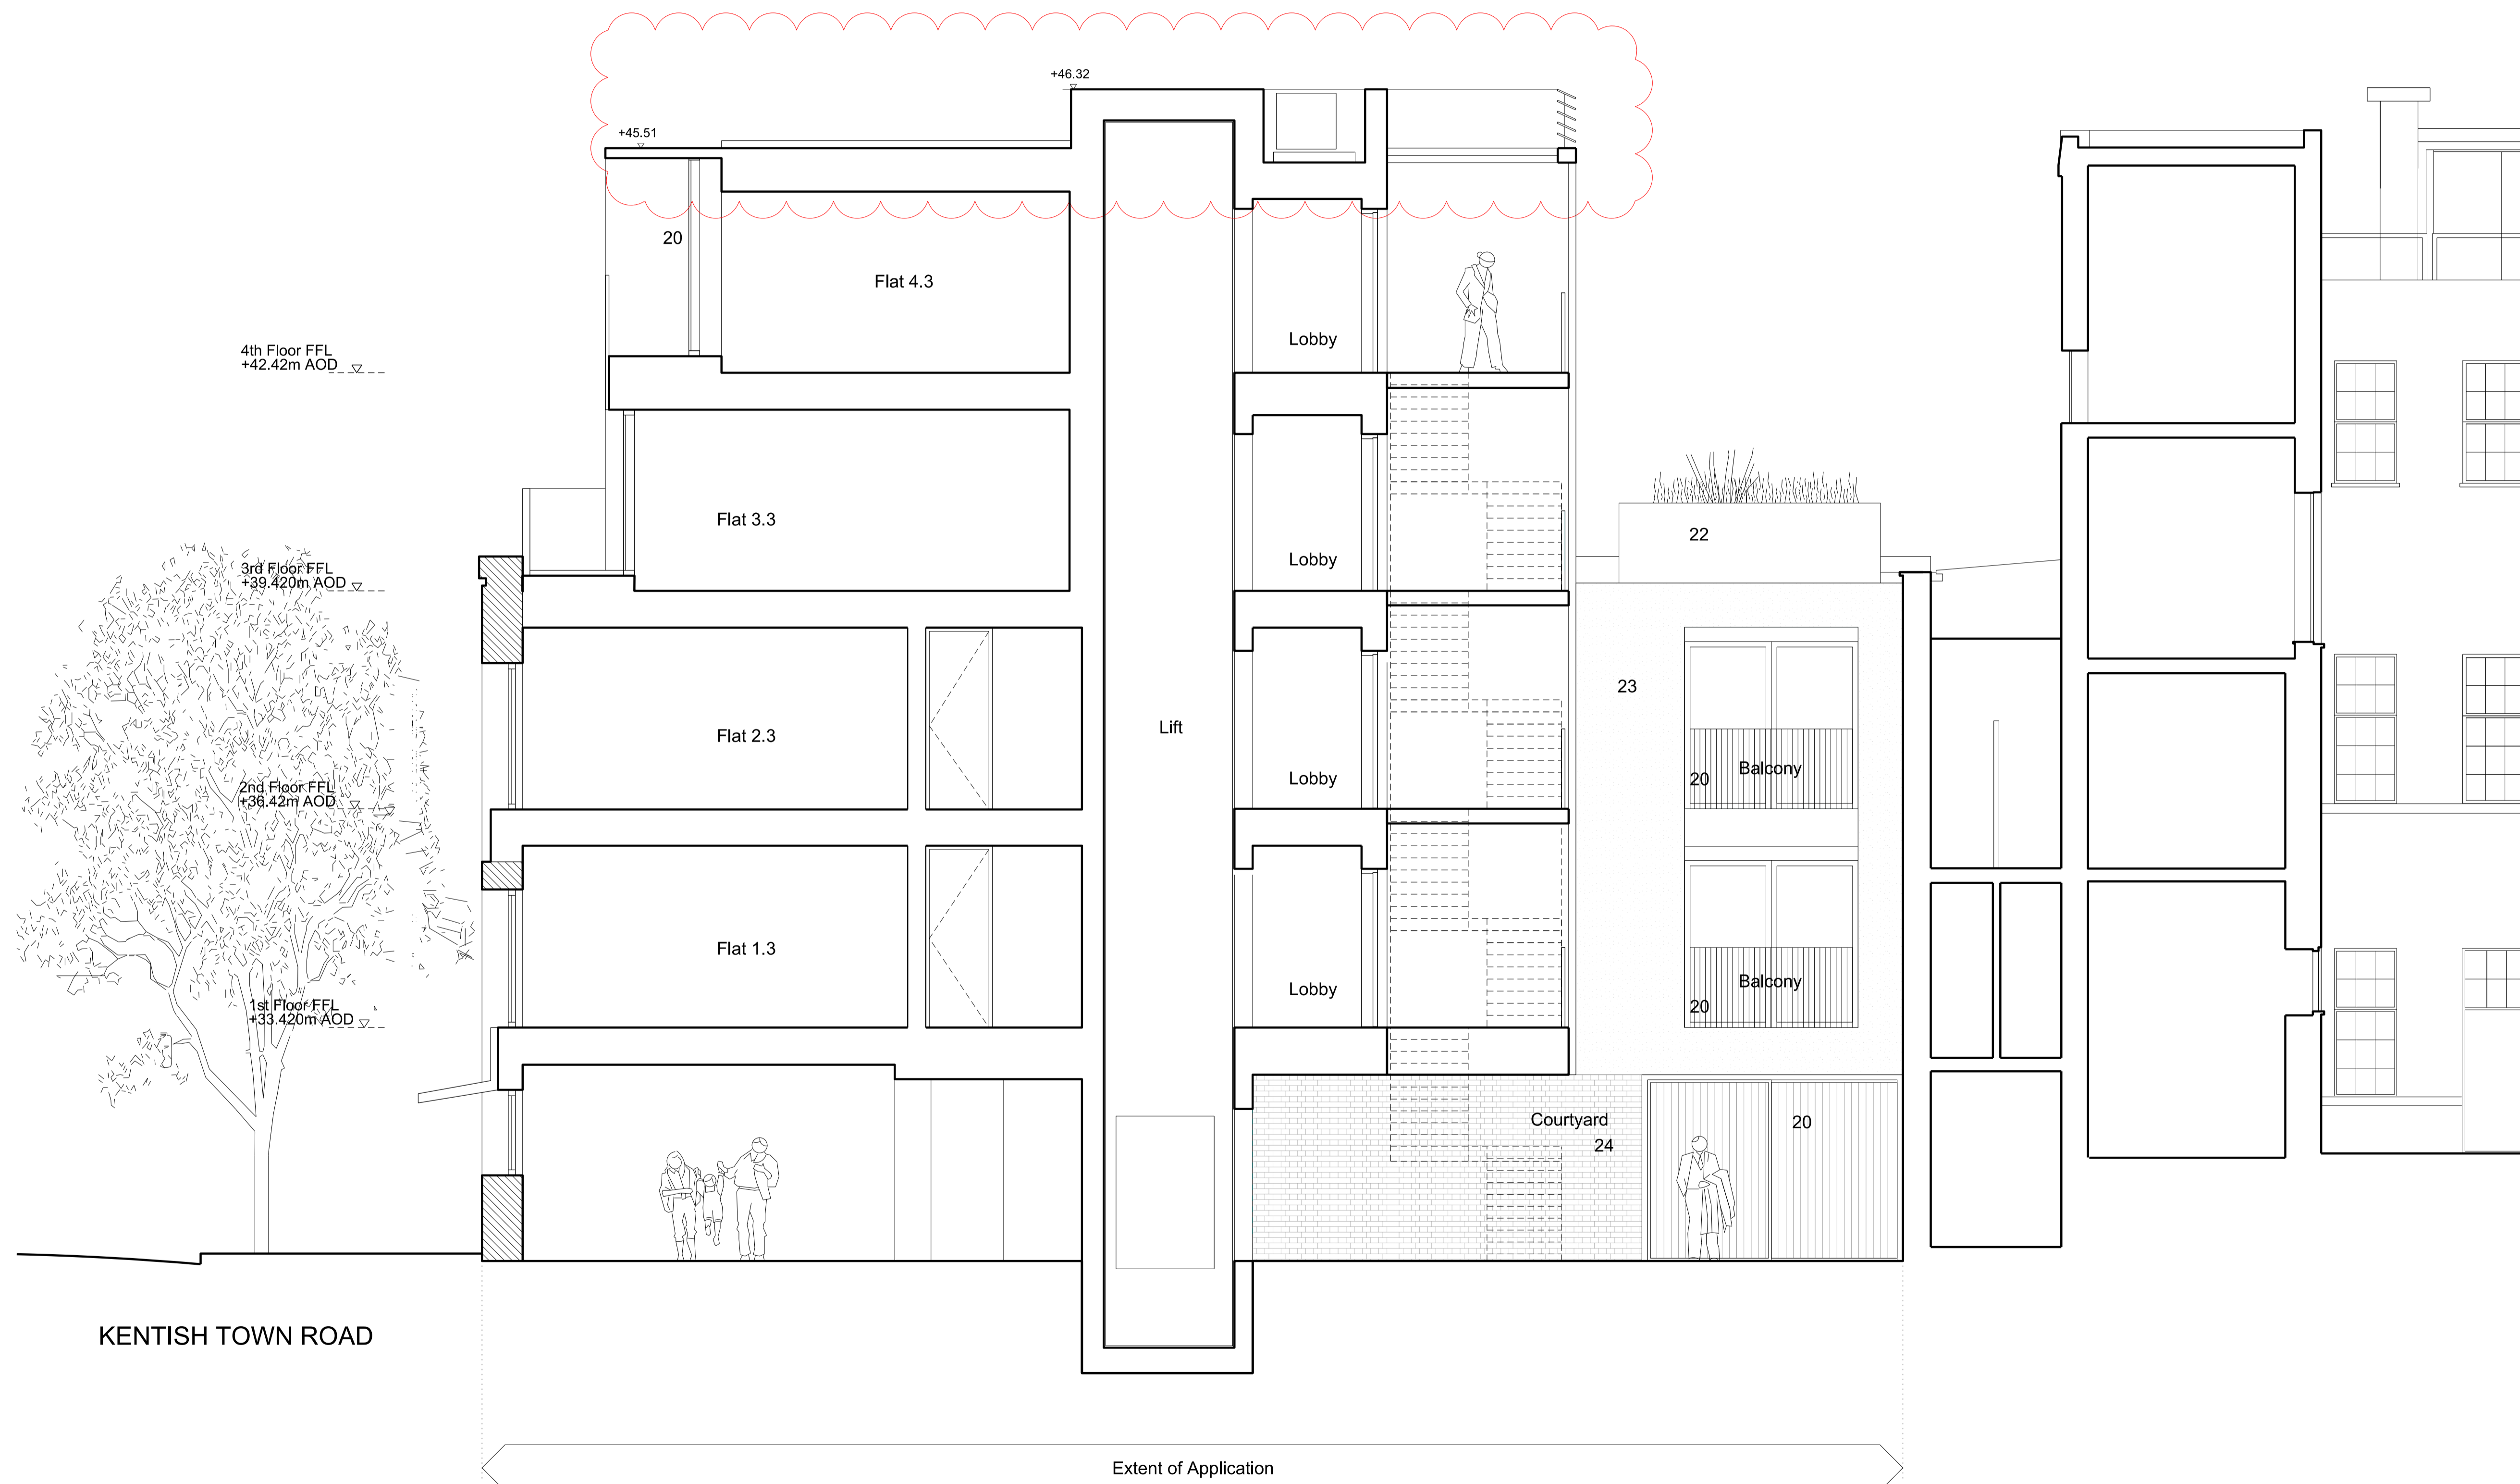 +46.32
+45.51
20
Flat 4.3
Lobby
4th Floor FFL
+42.42m AOD
Flat 3.3
22
Lobby
3rd Floor FFL
+39.420m AOD
23
Lift
Flat 2.3
Balcony
20
Lobby
2nd Floor FFL
+36.42m AOD
Flat 1.3
Balcony
20
Lobby
1st Floor FFL
+33.420m AOD
Courtyard
24
20
KENTISH TOWN ROAD
Extent of Application